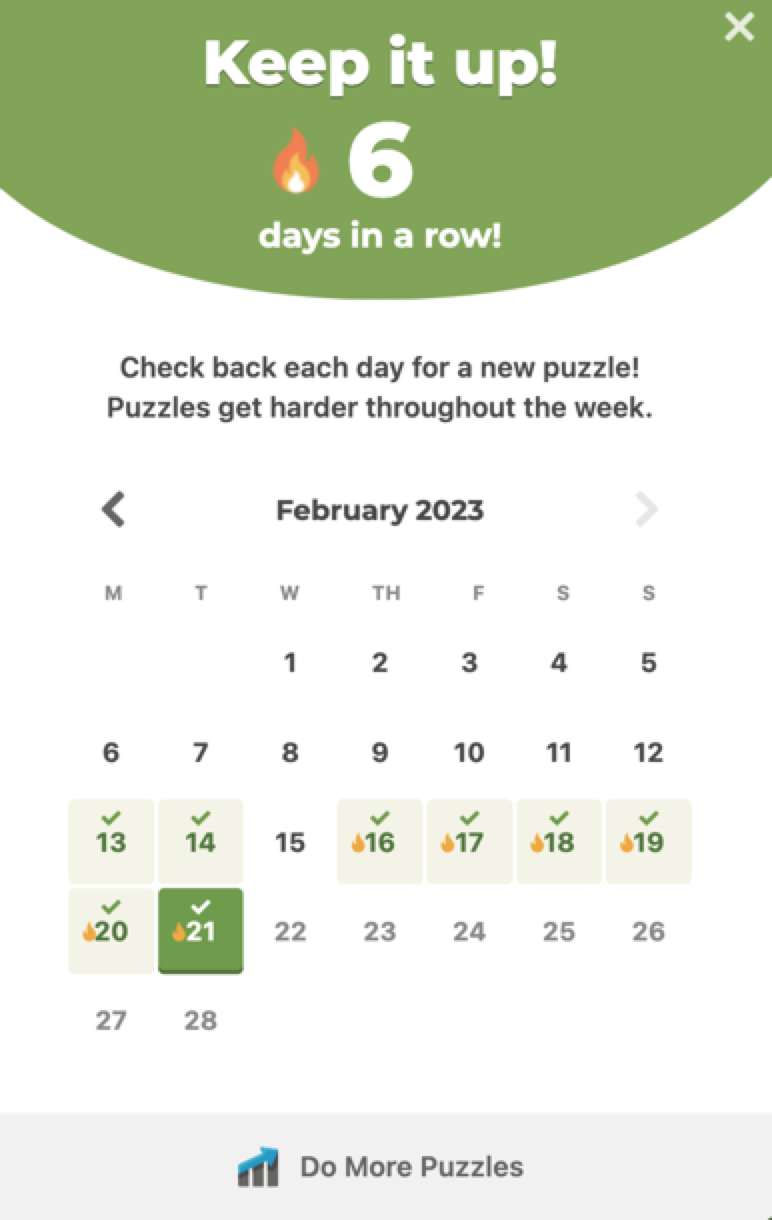 Keep it up!
6
days in a row!
Check back each day for a new puzzle!
Puzzles get harder throughout the week.
February 2023
M T W TH F S S
1 2 3 4 5
6 7 8 9 10 11 12
13 14 15 16 17 18 19
20 21 22 23 24 25 26
27 28
Do More Puzzles